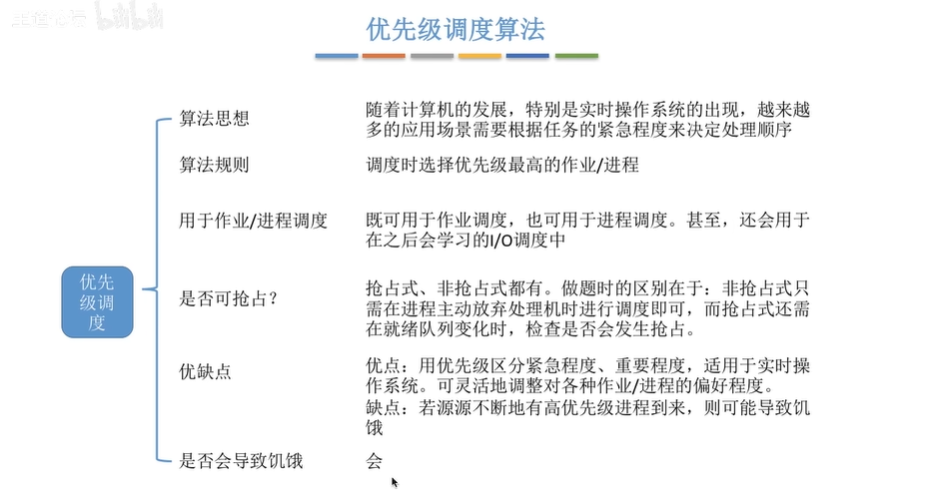 bilibili
优先级调度算法
算法思想
随着计算机的发展，特别是实时操作系统的出现，越来越
多的应用场景需要根据任务的紧急程度来决定处理顺序
算法规则
调度时选择优先级最高的作业/进程
用于作业/进程调度
既可用于作业调度，也可用于进程调度。甚至，还会用于
在之后会学习的I/O调度中
优先
级调
度
是否可抢占？
抢占式、非抢占式都有。做题时的区别在于：非抢占式只
需在进程主动放弃处理机时进行调度即可，而抢占式还需
在就绪队列变化时，检查是否会发生抢占。
优缺点
优点：用优先级区分紧急程度、重要程度，适用于实时操
作系统。可灵活地调整对各种作业/进程的偏好程度。
缺点：若源源不断地有高优先级进程到来，则可能导致饥
饿
是否会导致饥饿
会